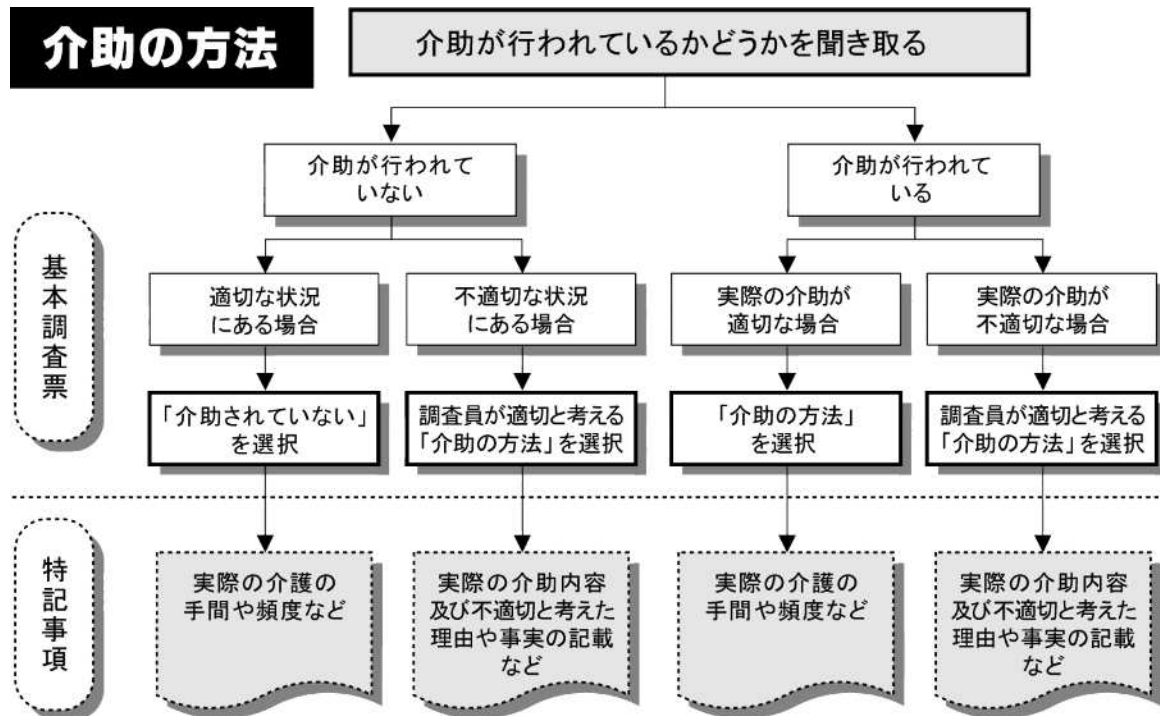 介助の方法
介助が行われているかどうかを聞き取る
介助が行われて
いない
介助が行われて
いる
基本調査票
適切な状況
にある場合
不適切な状況
にある場合
実際の介助が
適切な場合
実際の介助が
不適切な場合
「介助されていない」
を選択
調査員が適切と考える
「介助の方法」を選択
「介助の方法」
を選択
調査員が適切と考える
「介助の方法」を選択
特記事項
実際の介護の
手間や頻度など
実際の介助内容
及び不適切と考えた
理由や事実の記載
など
実際の介護の
手間や頻度など
実際の介助内容
及び不適切と考えた
理由や事実の記載
など